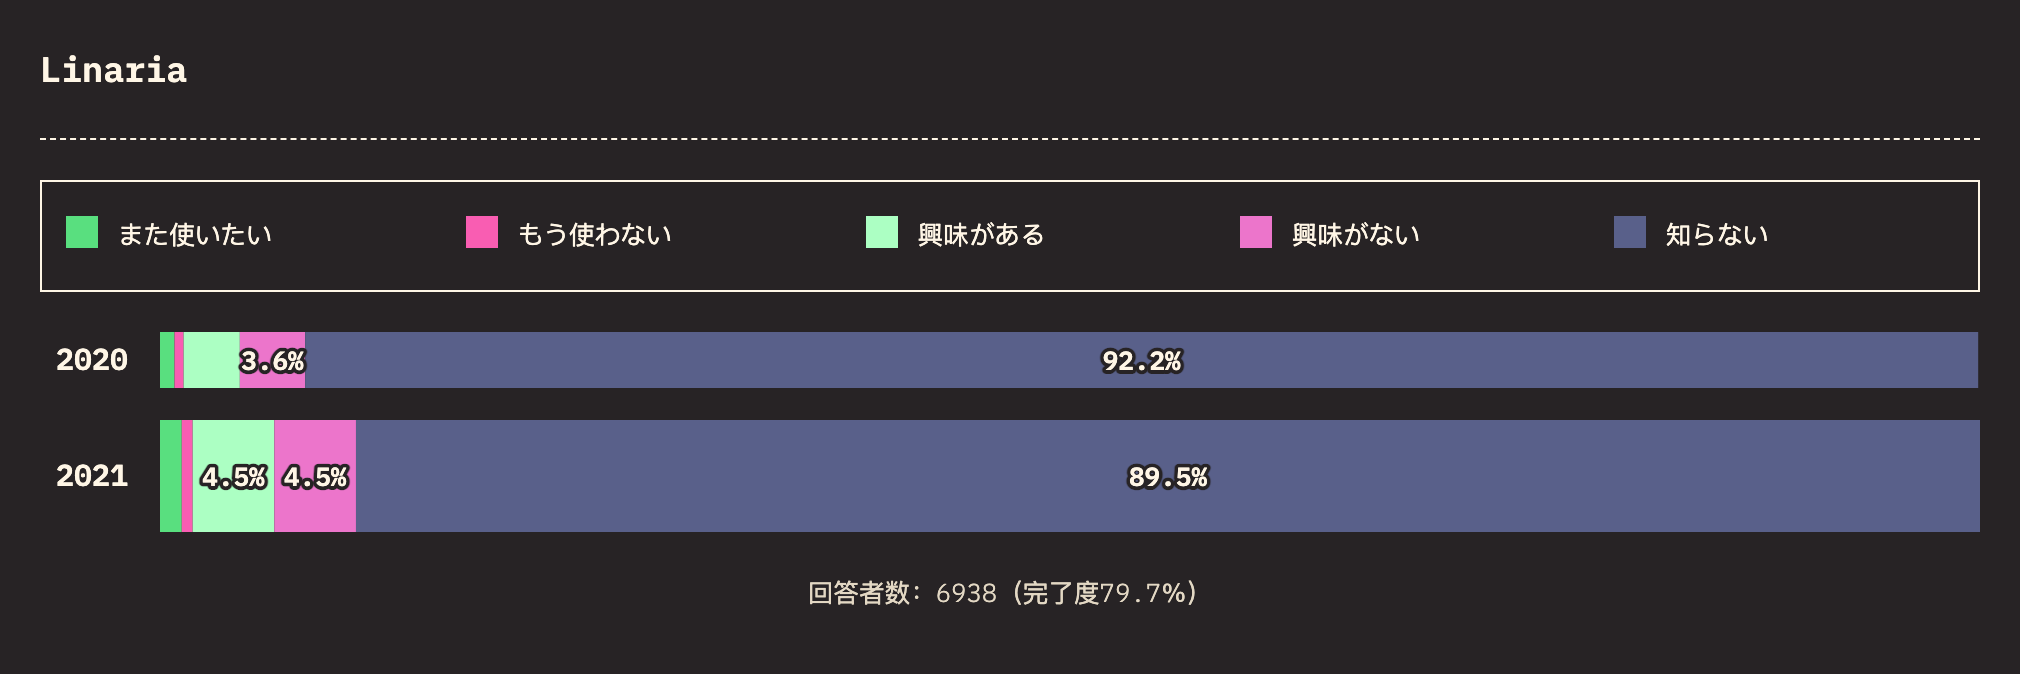 Linaria
また使いたい もう使わない 興味がある 興味がない 知らない
2020 3.6% 92.2%
2021 4.5% 4.5% 89.5%
回答者数: 6938 (完了度79.7%)